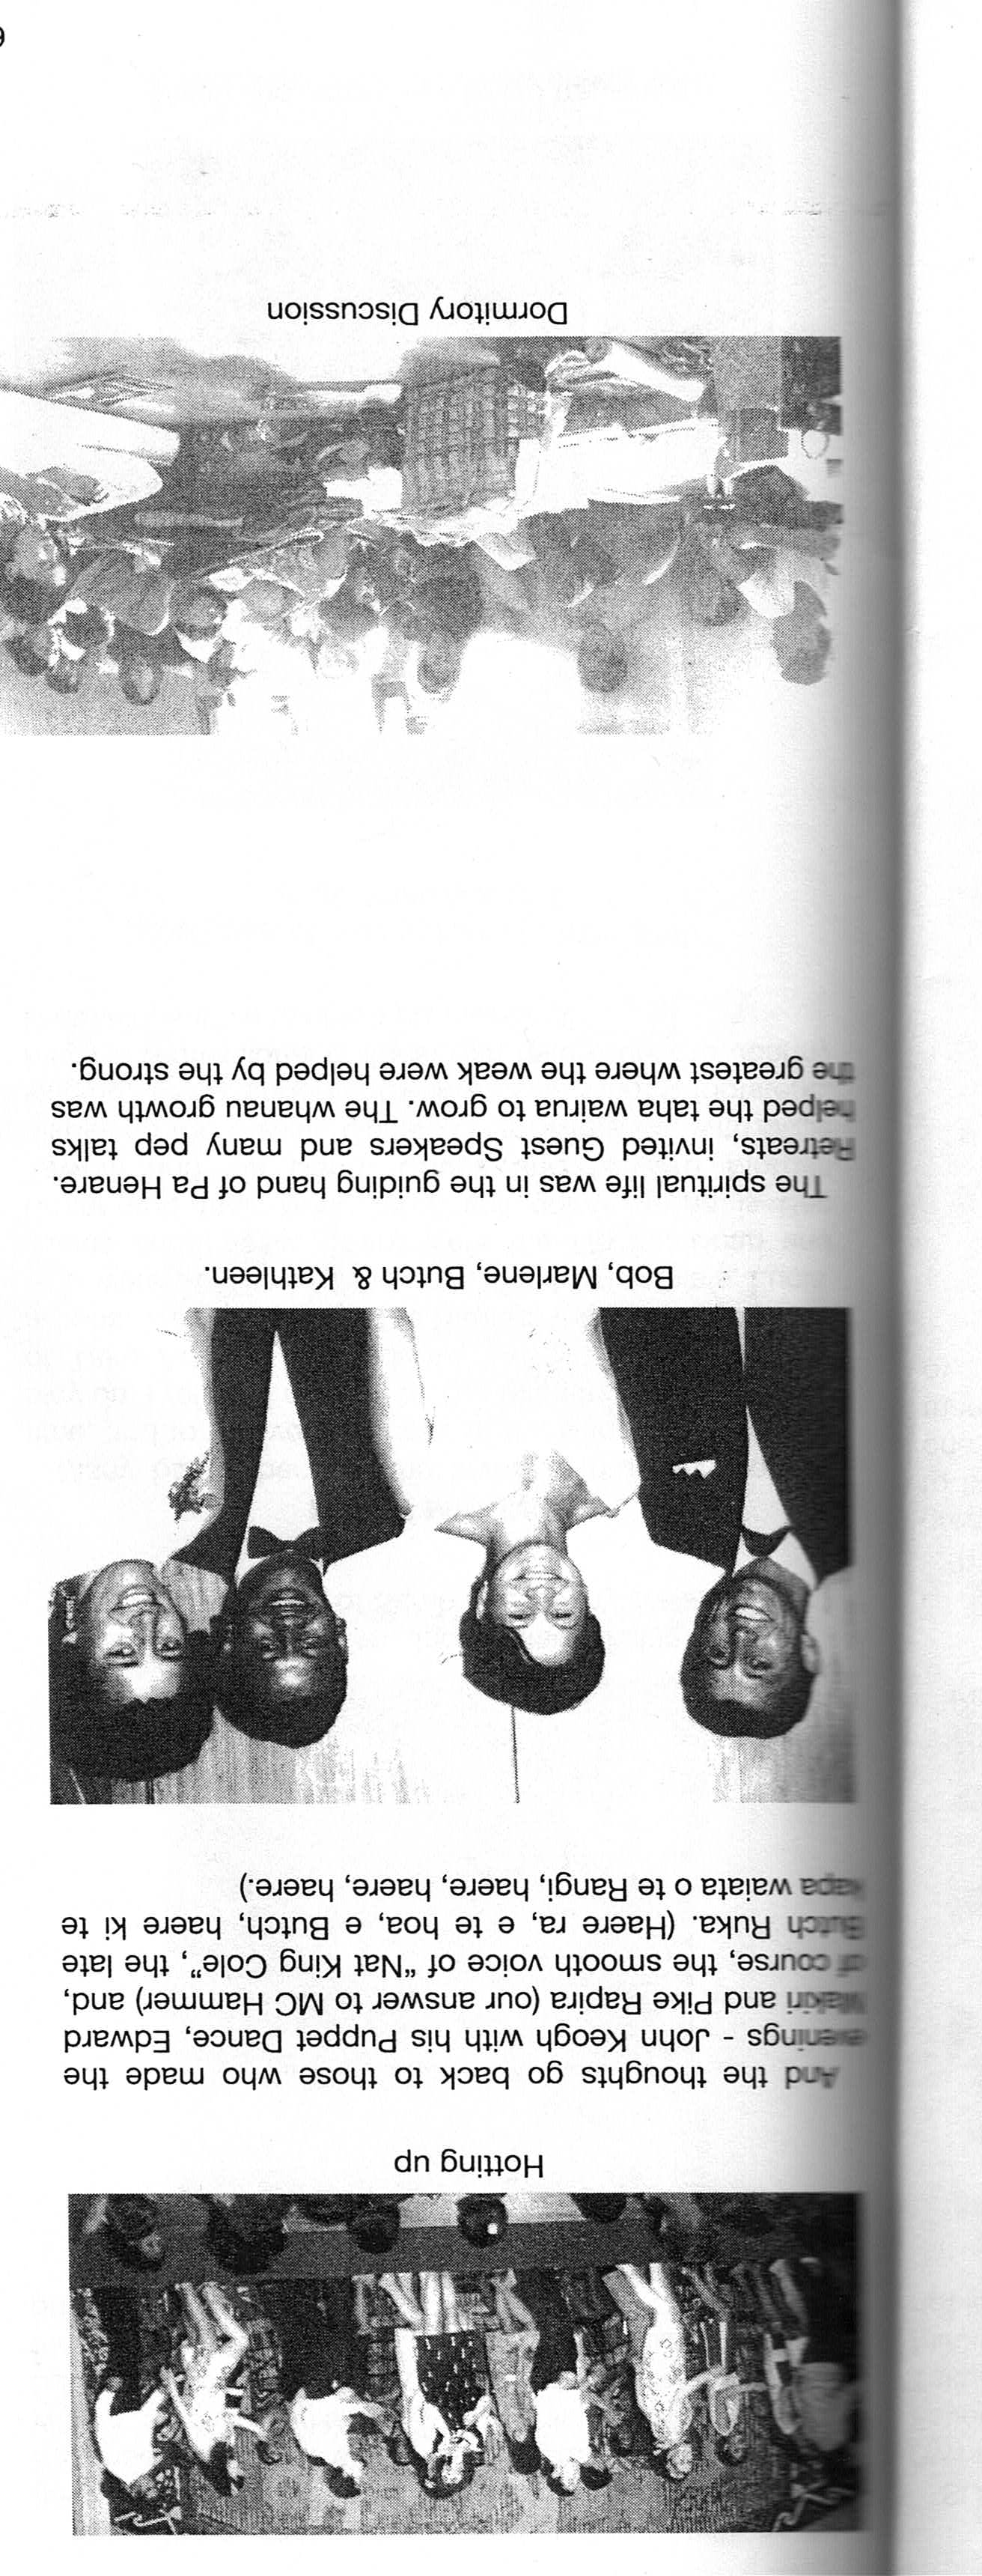 Hotting up
And the thoughts go back to those who made the
evenings - John Keogh with his Puppet Dance, Edward
Makiri and Pike Rapira (our answer to MC Hammer) and,
of course, the smooth voice of “Nat King Cole”, the late
Butch Ruka. (Haere ra, e te hoa, e Butch, haere ki te
kapa waiata o te Rangi, haere, haere, haere.)
Bob, Marlene, Butch & Kathleen.
The spiritual life was in the guiding hand of Pa Henare.
Retreats, invited Guest Speakers and many pep talks
helped the taha wairua to grow. The whanau growth was
the greatest where the weak were helped by the strong.
Dormitory Discussion